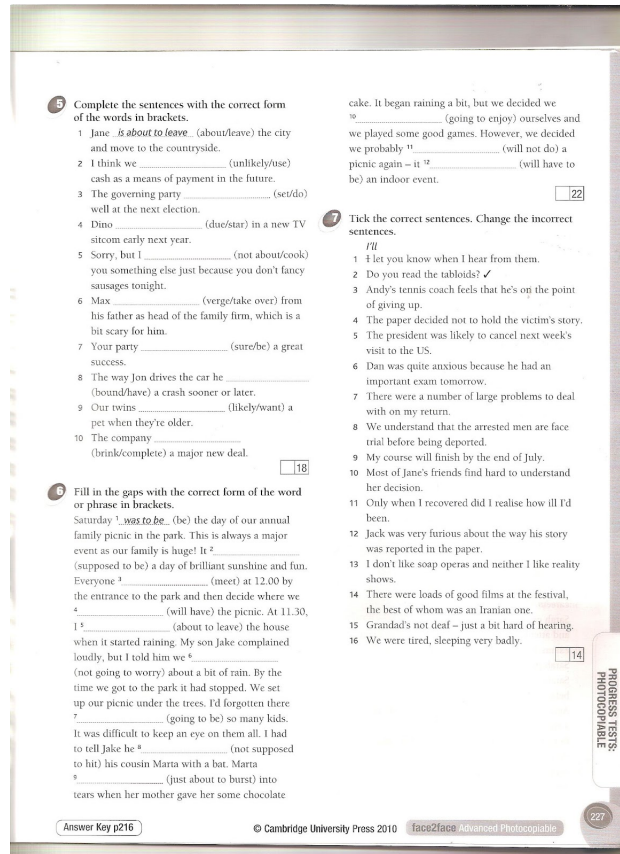 5 Complete the sentences with the correct form
of the words in brackets.
1 Jane is about to leave (about/leave) the city
and move to the countryside.
2 I think we ______ (unlikely/use)
cash as a means of payment in the future.
3 The governing party ______ (set/do)
well at the next election.
4 Dino ______ (due/star) in a new TV
sitcom early next year.
5 Sorry, but I ______ (not about/cook)
you something else just because you don't fancy
sausages tonight.
6 Max ______ (verge/take over) from
his father as head of the family firm, which is a
bit scary for him.
7 Your party ______ (sure/be) a great
success.
8 The way Jon drives the car he ______
(bound/have) a crash sooner or later.
9 Our twins ______ (likely/want) a
pet when they're older.
10 The company ______
(brink/complete) a major new deal.
18
6 Fill in the gaps with the correct form of the word
or phrase in brackets.
Saturday 1 was to be (be) the day of our annual
family picnic in the park. This is always a major
event as our family is huge! It 2 ______
(supposed to be) a day of brilliant sunshine and fun.
Everyone 3 ______ (meet) at 12.00 by
the entrance to the park and then decide where we
4 ______ (will have) the picnic. At 11.30,
I 5 ______ (about to leave) the house
when it started raining. My son Jake complained
loudly, but I told him we 6 ______
(not going to worry) about a bit of rain. By the
time we got to the park it had stopped. We set
up our picnic under the trees. I'd forgotten there
7 ______ (going to be) so many kids.
It was difficult to keep an eye on them all. I had
to tell Jake he 8 ______ (not supposed
to hit) his cousin Marta with a bat. Marta
9 ______ (just about to burst) into
tears when her mother gave her some chocolate
cake. It began raining a bit, but we decided we
10 ______ (going to enjoy) ourselves and
we played some good games. However, we decided
we probably 11 ______ (will not do) a
picnic again – it 12 ______ (will have to
be) an indoor event.
22
7 Tick the correct sentences. Change the incorrect
sentences.
I'll
1 I let you know when I hear from them.
2 Do you read the tabloids? ✓
3 Andy's tennis coach feels that he's on the point
of giving up.
4 The paper decided not to hold the victim's story.
5 The president was likely to cancel next week's
visit to the US.
6 Dan was quite anxious because he had an
important exam tomorrow.
7 There were a number of large problems to deal
with on my return.
8 We understand that the arrested men are face
trial before being deported.
9 My course will finish by the end of July.
10 Most of Jane's friends find hard to understand
her decision.
11 Only when I recovered did I realise how ill I'd
been.
12 Jack was very furious about the way his story
was reported in the paper.
13 I don't like soap operas and neither I like reality
shows.
14 There were loads of good films at the festival,
the best of whom was an Iranian one.
15 Grandad's not deaf – just a bit hard of hearing.
16 We were tired, sleeping very badly.
14
PROGRESS TESTS:
PHOTOCOPIABLE
227
Answer Key p216
© Cambridge University Press 2010
face2face Advanced Photocopiable